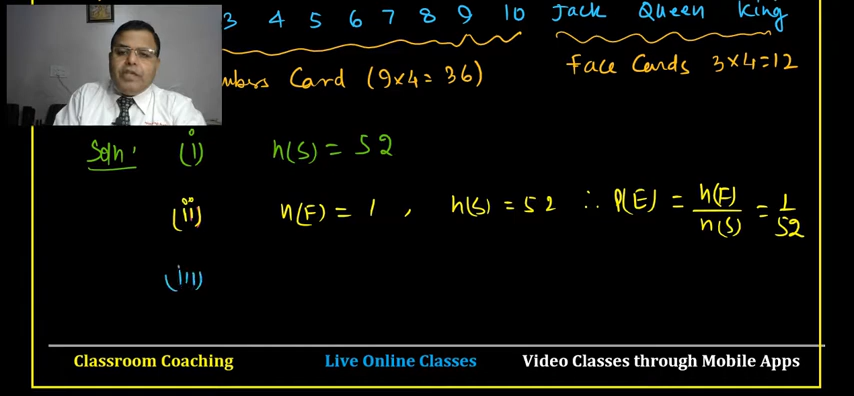 3 4 5 6 7 8 9 10 Jack Queen King
umbers Card (9×4=36) Face Cards 3×4=12
Soln: (i) n(S) = 52
(ii) n(F) = 1, n(S) = 52 ∴ P(E) = n(F)/n(S) = 1/52
(iii)
Classroom Coaching Live Online Classes Video Classes through Mobile Apps